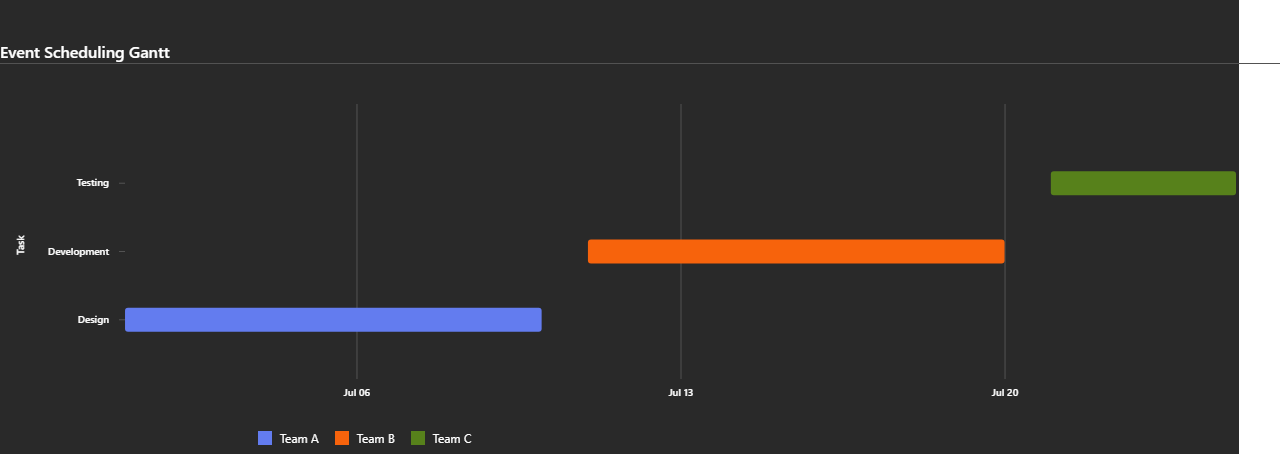 Event Scheduling Gantt
Testing
Task
Development
Design
Jul 06
Jul 13
Jul 20
Team A
Team B
Team C